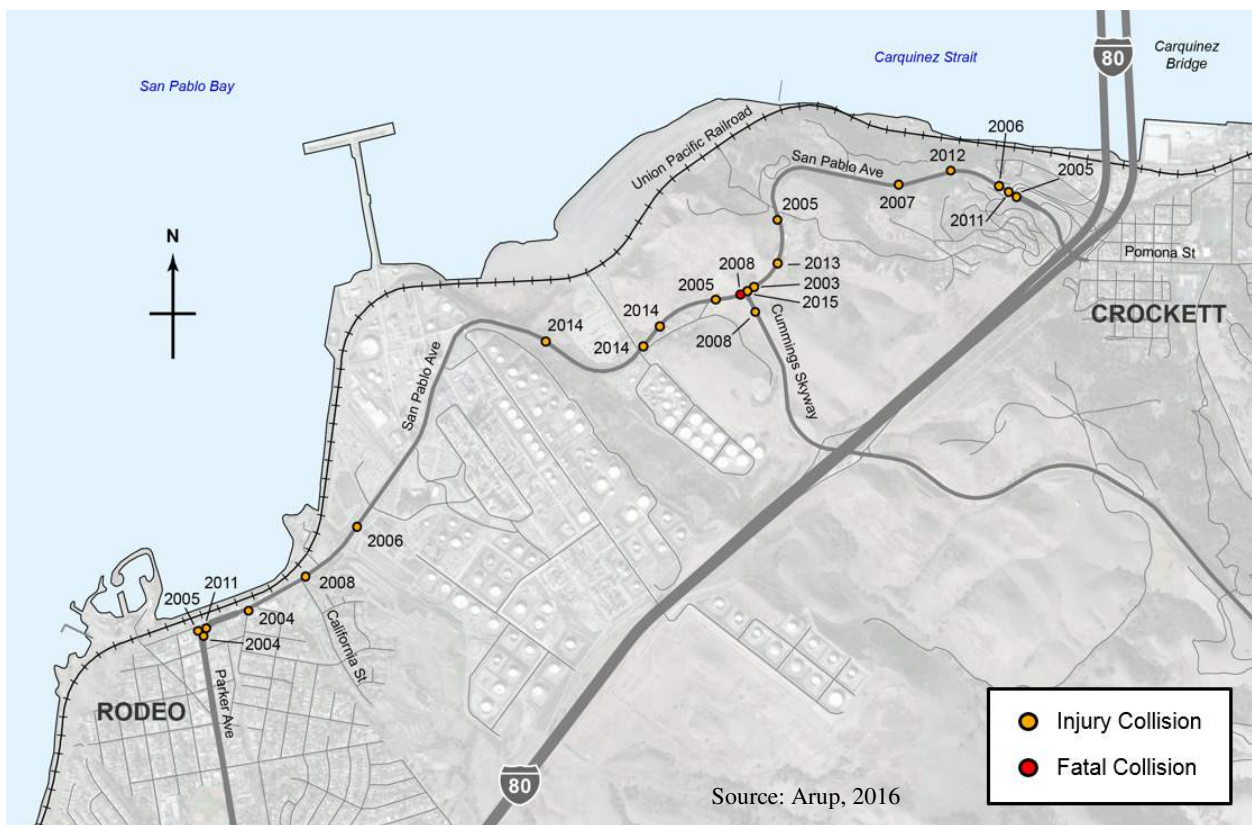 San Pablo Bay
Carquinez Strait
80
Carquinez
Bridge
N
Union Pacific Railroad
San Pablo Ave
2012
2006
2005
2007
2011
2005
Pomona St
2013
2008
2003
2005
2015
CROCKETT
2014
2008
2014
2014
Cummings Skyway
San Pablo Ave
2006
2008
2005
2011
2004
2004
California St
Parker Ave
RODEO
80
Injury Collision
Fatal Collision
Source: Arup, 2016